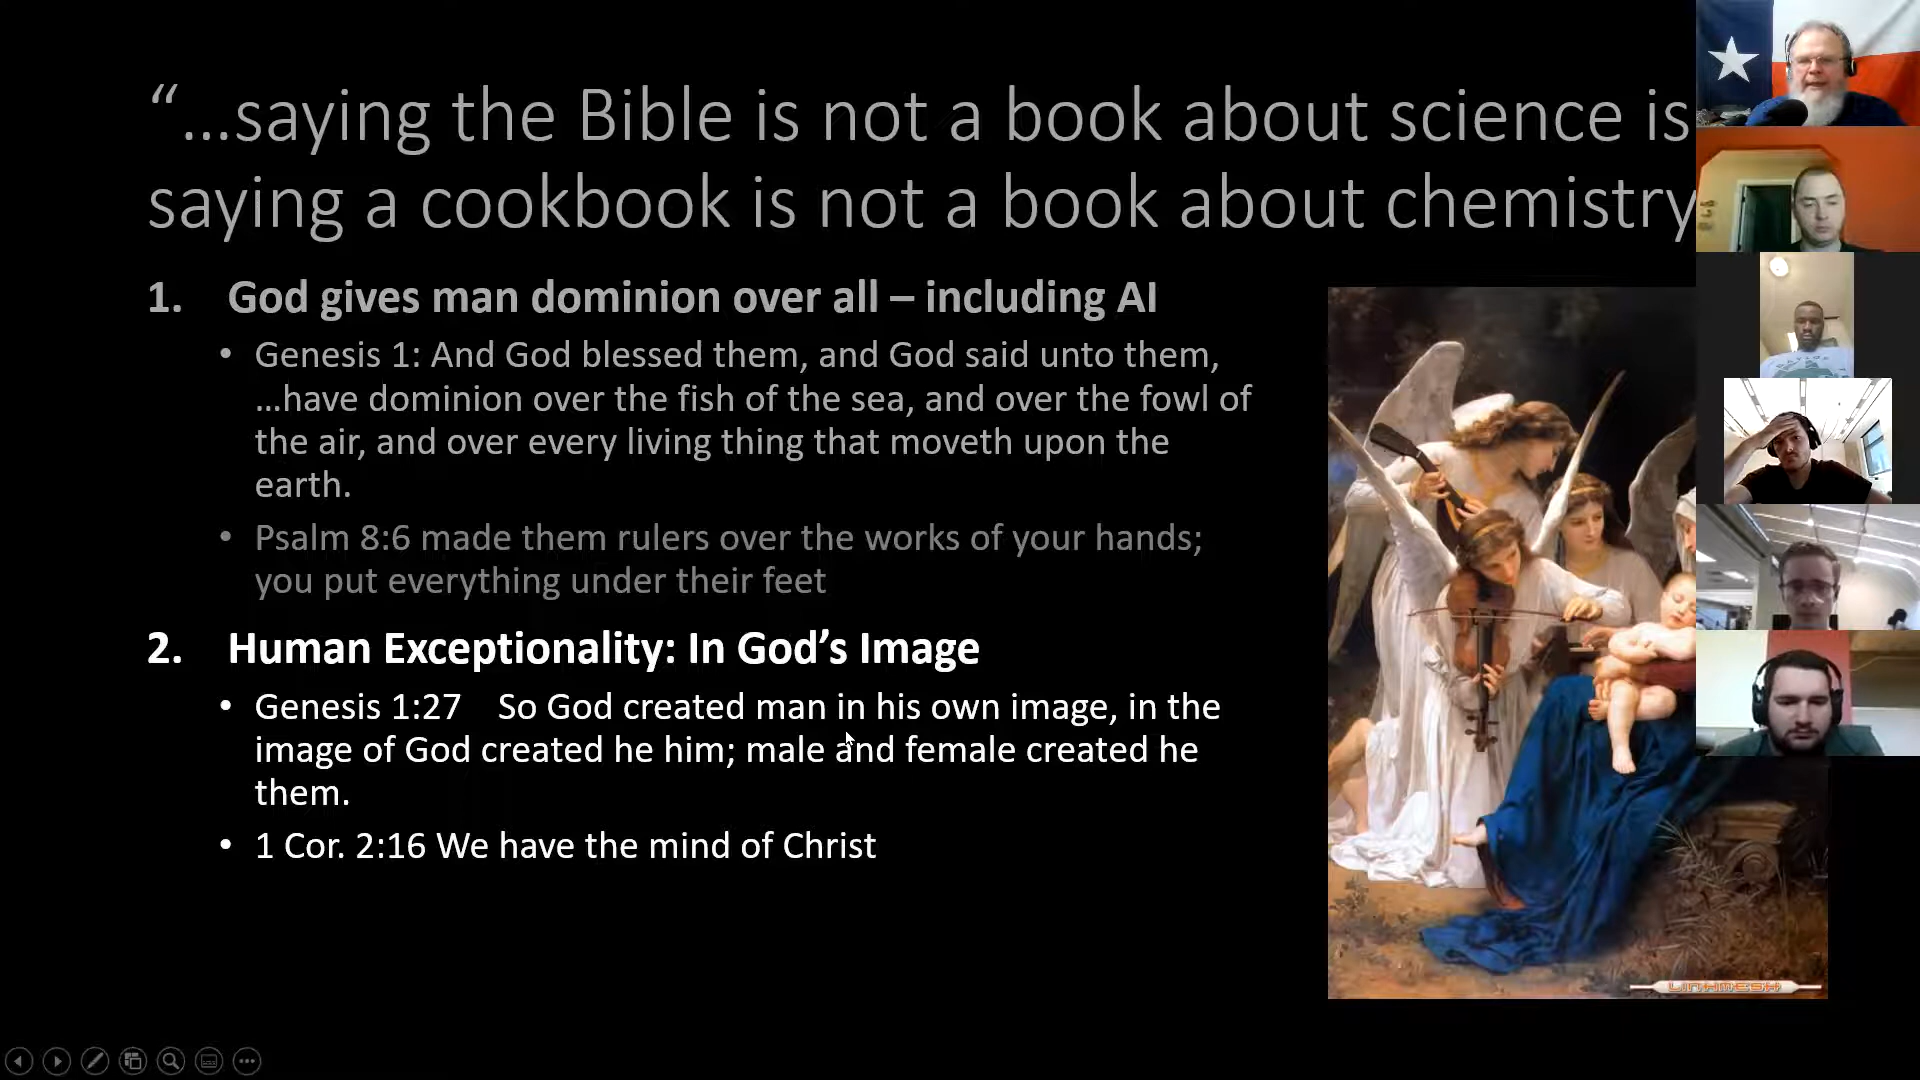 “...saying the Bible is not a book about science is
saying a cookbook is not a book about chemistry
1. God gives man dominion over all – including AI
• Genesis 1: And God blessed them, and God said unto them,
...have dominion over the fish of the sea, and over the fowl of
the air, and over every living thing that moveth upon the
earth.
• Psalm 8:6 made them rulers over the works of your hands;
you put everything under their feet
2. Human Exceptionality: In God’s Image
• Genesis 1:27 So God created man in his own image, in the
image of God created he him; male and female created he
them.
• 1 Cor. 2:16 We have the mind of Christ
LINHMESH